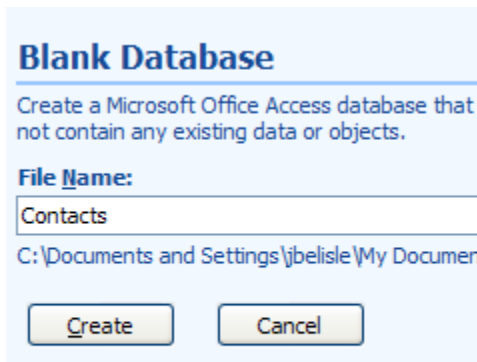 Blank Database
Create a Microsoft Office Access database that
not contain any existing data or objects.
File Name:
Contacts
C:\Documents and Settings\jbelisle\My Documen
Create Cancel